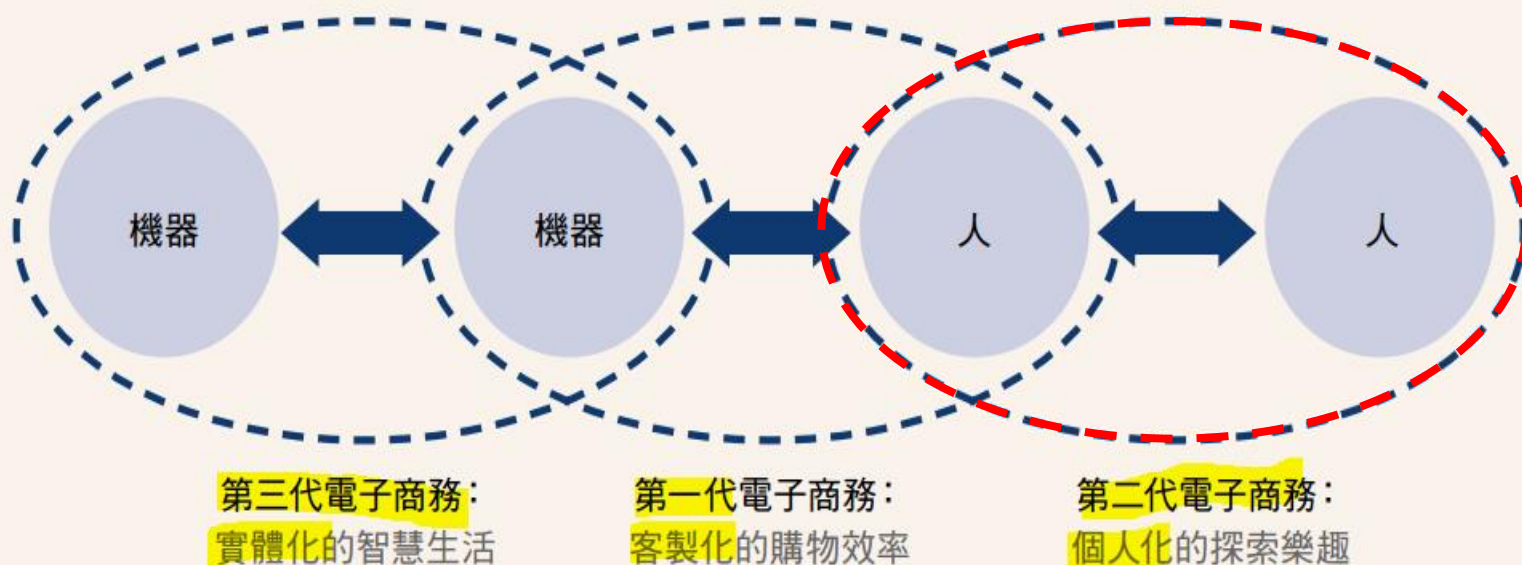 機器
機器
人
人
第三代電子商務：
實體化的智慧生活
第一代電子商務：
客製化的購物效率
第二代電子商務：
個人化的探索樂趣